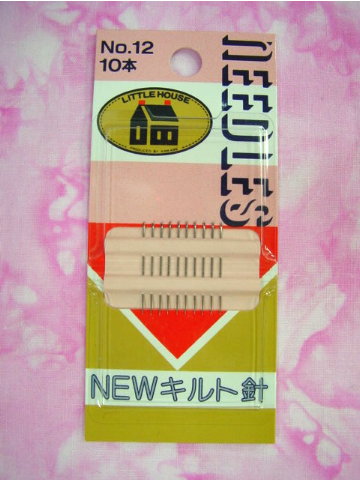 No.12
10本
NEEDLES
LITTLE HOUSE
NEWキルト針